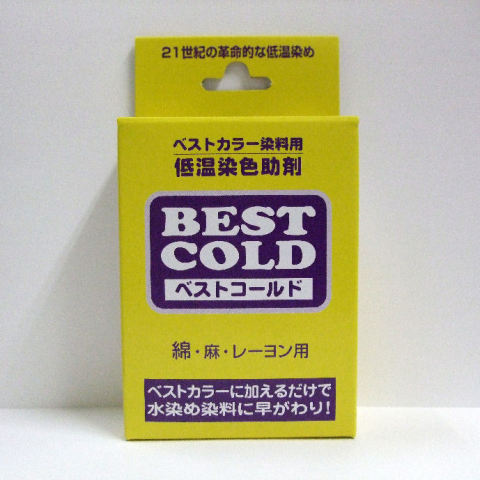 21世紀の革命的な低温染め
ベストカラー染料用
低温染色助剤
BEST
COLD
ベストコールド
綿・麻・レーヨン用
ベストカラーに加えるだけで
水染め染料に早がわり!